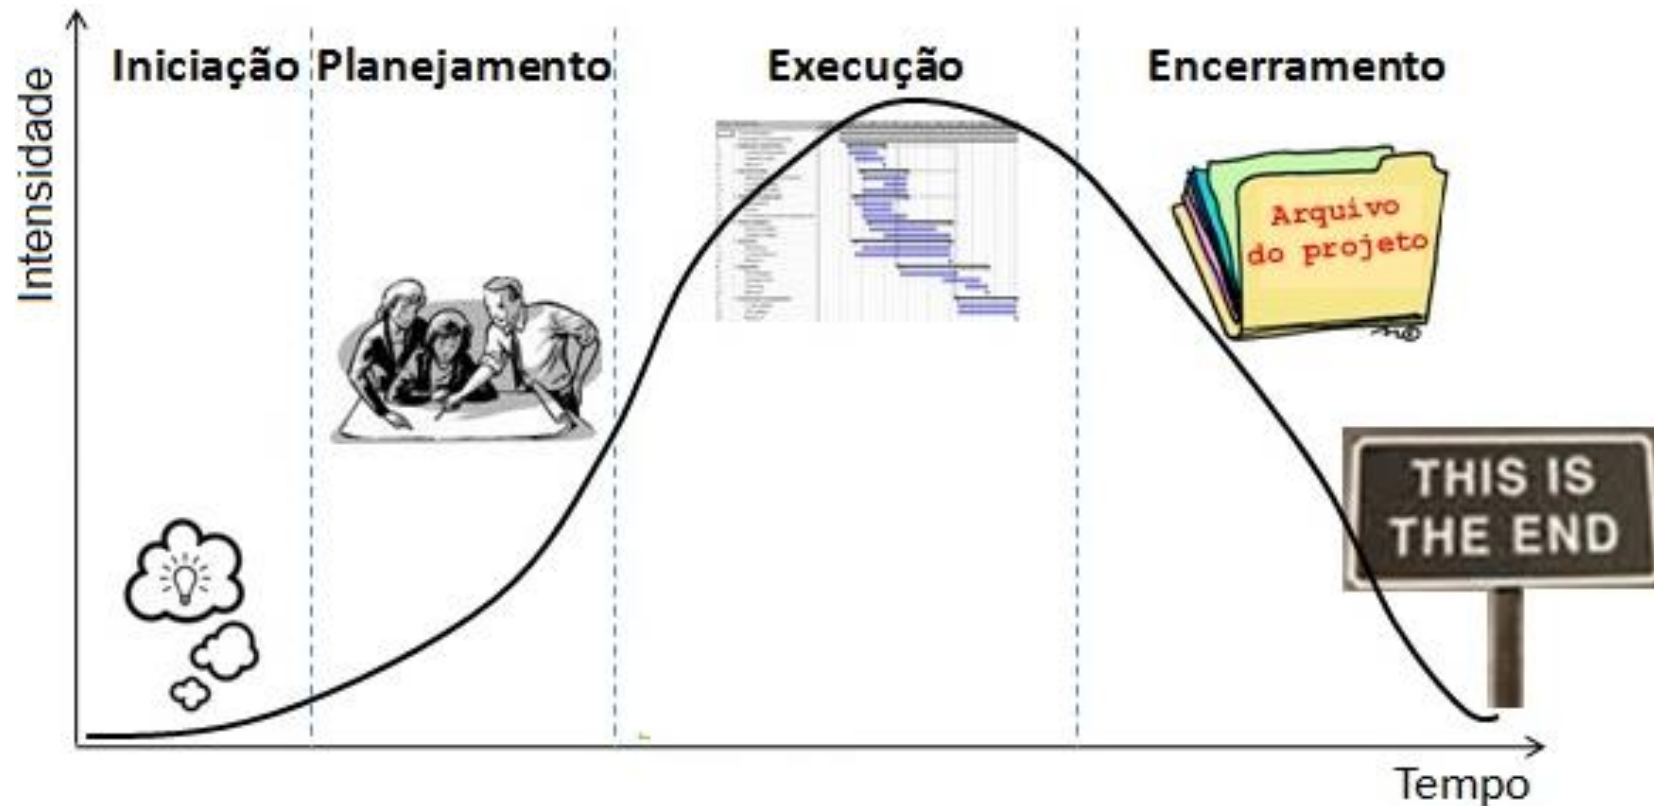 Iniciação
Planejamento
Execução
Encerramento
Intensidade
Arquivo
do projeto
THIS IS
THE END
Tempo